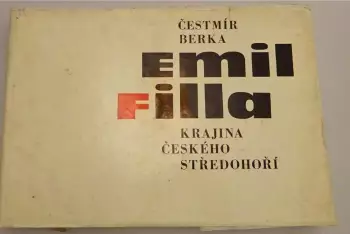 ČESTMÍR
BERKA
Emil
Filla
KRAJINA
ČESKÉHO
STŘEDOHOŘÍ